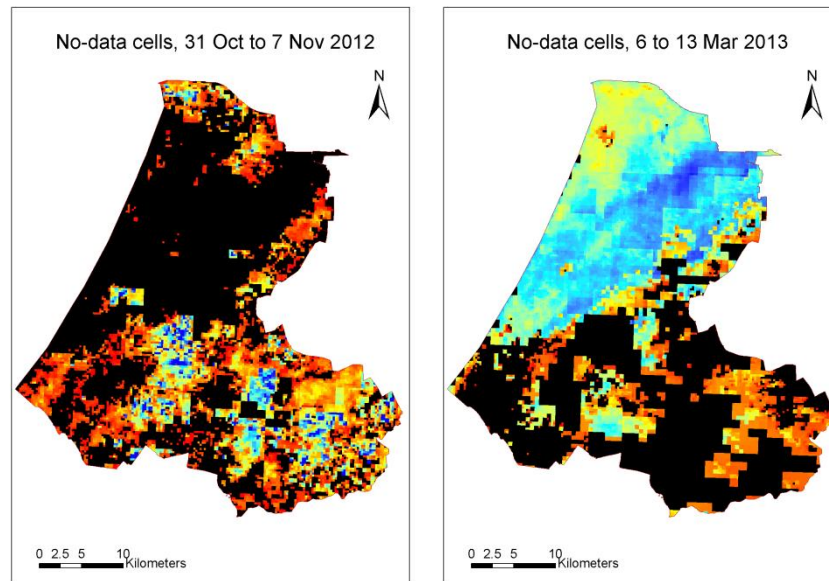 No-data cells, 31 Oct to 7 Nov 2012
N
0 2.5 5 10
Kilometers
No-data cells, 6 to 13 Mar 2013
N
0 2.5 5 10
Kilometers